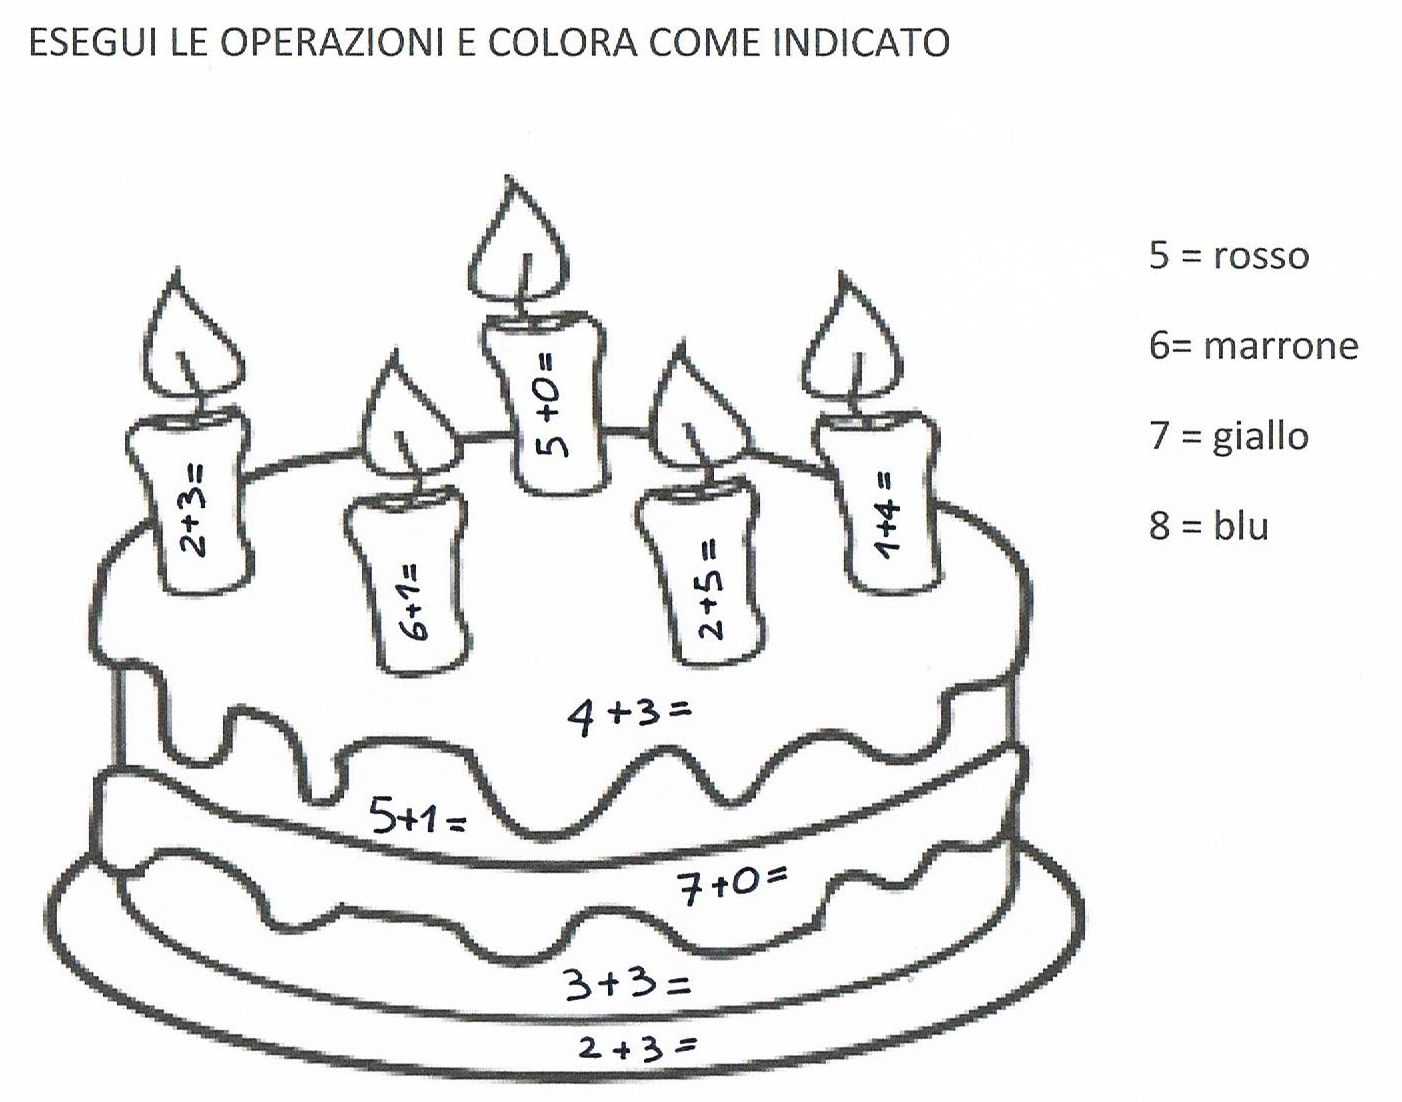 ESEGUI LE OPERAZIONI E COLORA COME INDICATO
5 = rosso
6= marrone
7 = giallo
8 = blu
2+3=
6+1=
5+0=
2+5=
1+4=
4+3=
5+1=
7+0=
3+3=
2+3=